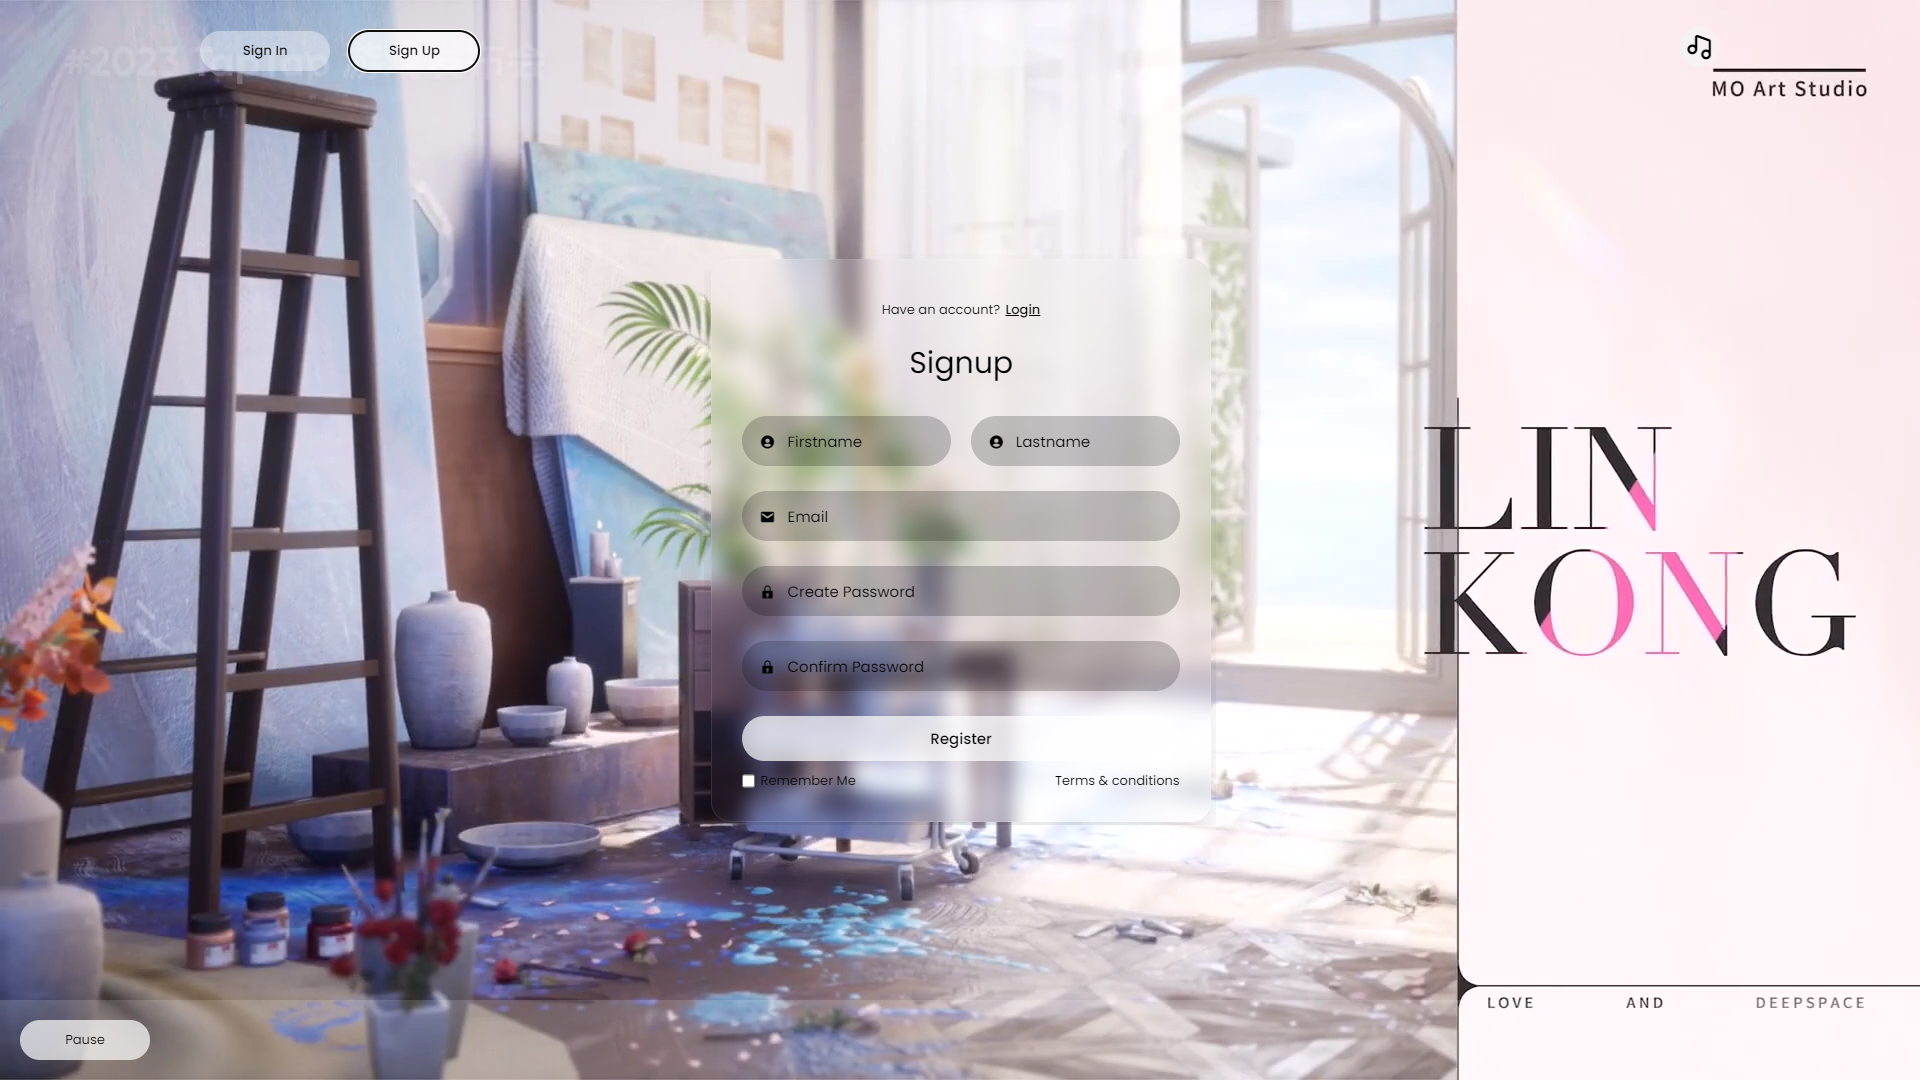 Sign In
Sign Up
#2023
MO Art Studio
Have an account? Login
Signup
Firstname
Lastname
Email
Create Password
Confirm Password
Register
Remember Me
Terms & conditions
LIN
KONG
LOVE AND DEEPSPACE
Pause